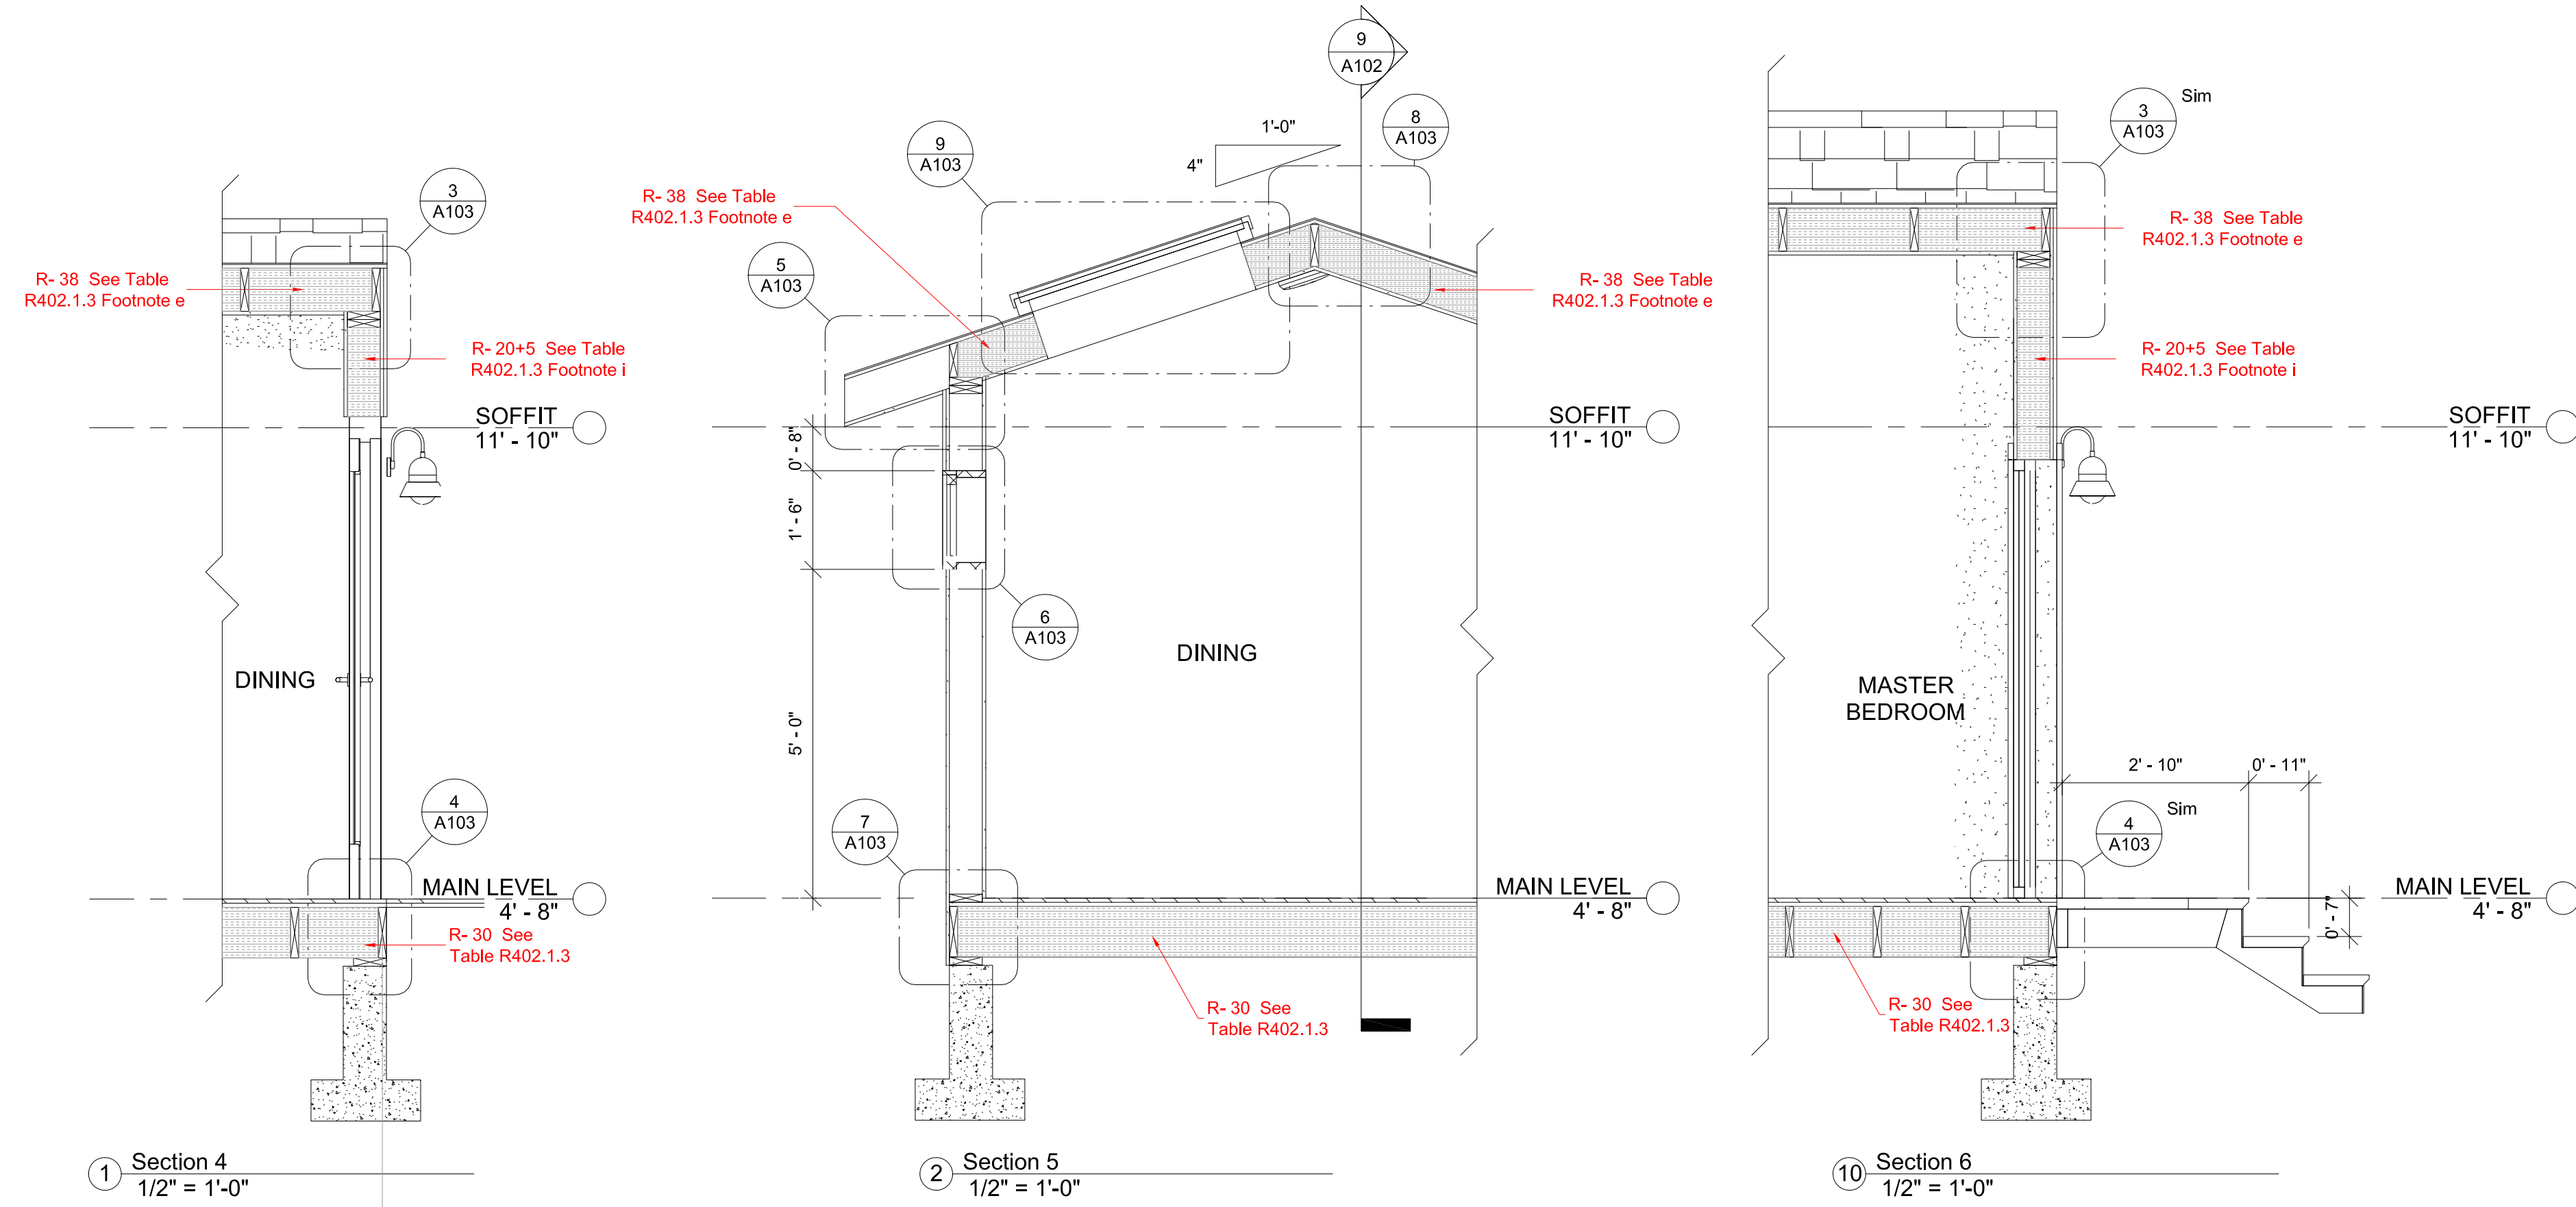 3
A103
R- 38 See Table
R402.1.3 Footnote e
R- 20+5 See Table
R402.1.3 Footnote i
SOFFIT
11' - 10"
DINING
4
A103
MAIN LEVEL
4' - 8"
R- 30 See
Table R402.1.3
1
Section 4
1/2" = 1'-0"
9
A102
8
A103
1'-0"
4"
9
A103
R- 38 See Table
R402.1.3 Footnote e
5
A103
R- 38 See Table
R402.1.3 Footnote e
SOFFIT
11' - 10"
0' - 8"
1' - 6"
5' - 0"
6
A103
DINING
7
A103
MAIN LEVEL
4' - 8"
R- 30 See
Table R402.1.3
2
Section 5
1/2" = 1'-0"
3
A103
Sim
R- 38 See Table
R402.1.3 Footnote e
R- 20+5 See Table
R402.1.3 Footnote i
SOFFIT
11' - 10"
MASTER
BEDROOM
2' - 10"
0' - 11"
4
A103
Sim
0' - 7"
MAIN LEVEL
4' - 8"
R- 30 See
Table R402.1.3
10
Section 6
1/2" = 1'-0"